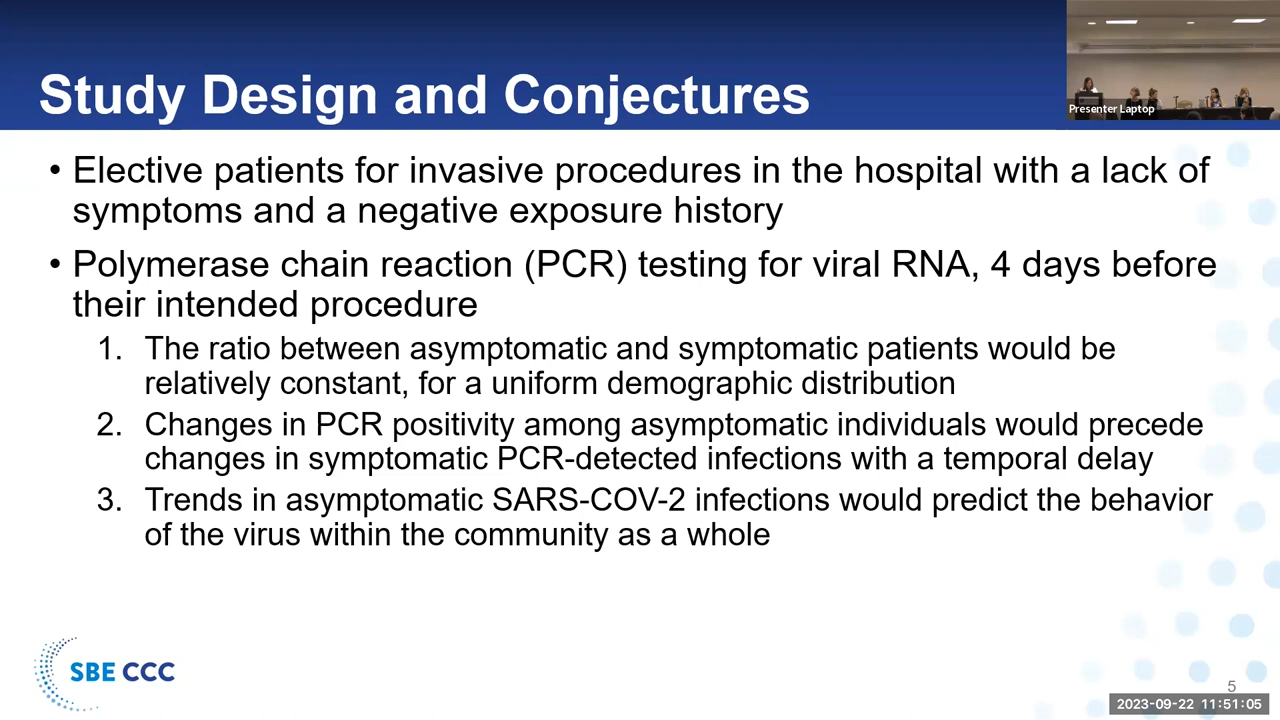 Study Design and Conjectures
Presenter Laptop
• Elective patients for invasive procedures in the hospital with a lack of
symptoms and a negative exposure history
• Polymerase chain reaction (PCR) testing for viral RNA, 4 days before
their intended procedure
1. The ratio between asymptomatic and symptomatic patients would be
relatively constant, for a uniform demographic distribution
2. Changes in PCR positivity among asymptomatic individuals would precede
changes in symptomatic PCR-detected infections with a temporal delay
3. Trends in asymptomatic SARS-COV-2 infections would predict the behavior
of the virus within the community as a whole
SBE CCC
5
2023-09-22 11:51:05